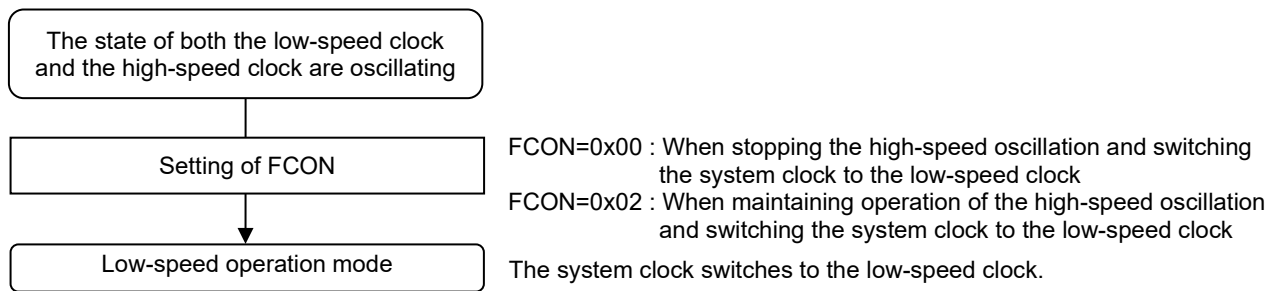 The state of both the low-speed clock
and the high-speed clock are oscillating
Setting of FCON
FCON=0x00 : When stopping the high-speed oscillation and switching
the system clock to the low-speed clock
FCON=0x02 : When maintaining operation of the high-speed oscillation
and switching the system clock to the low-speed clock
Low-speed operation mode
The system clock switches to the low-speed clock.